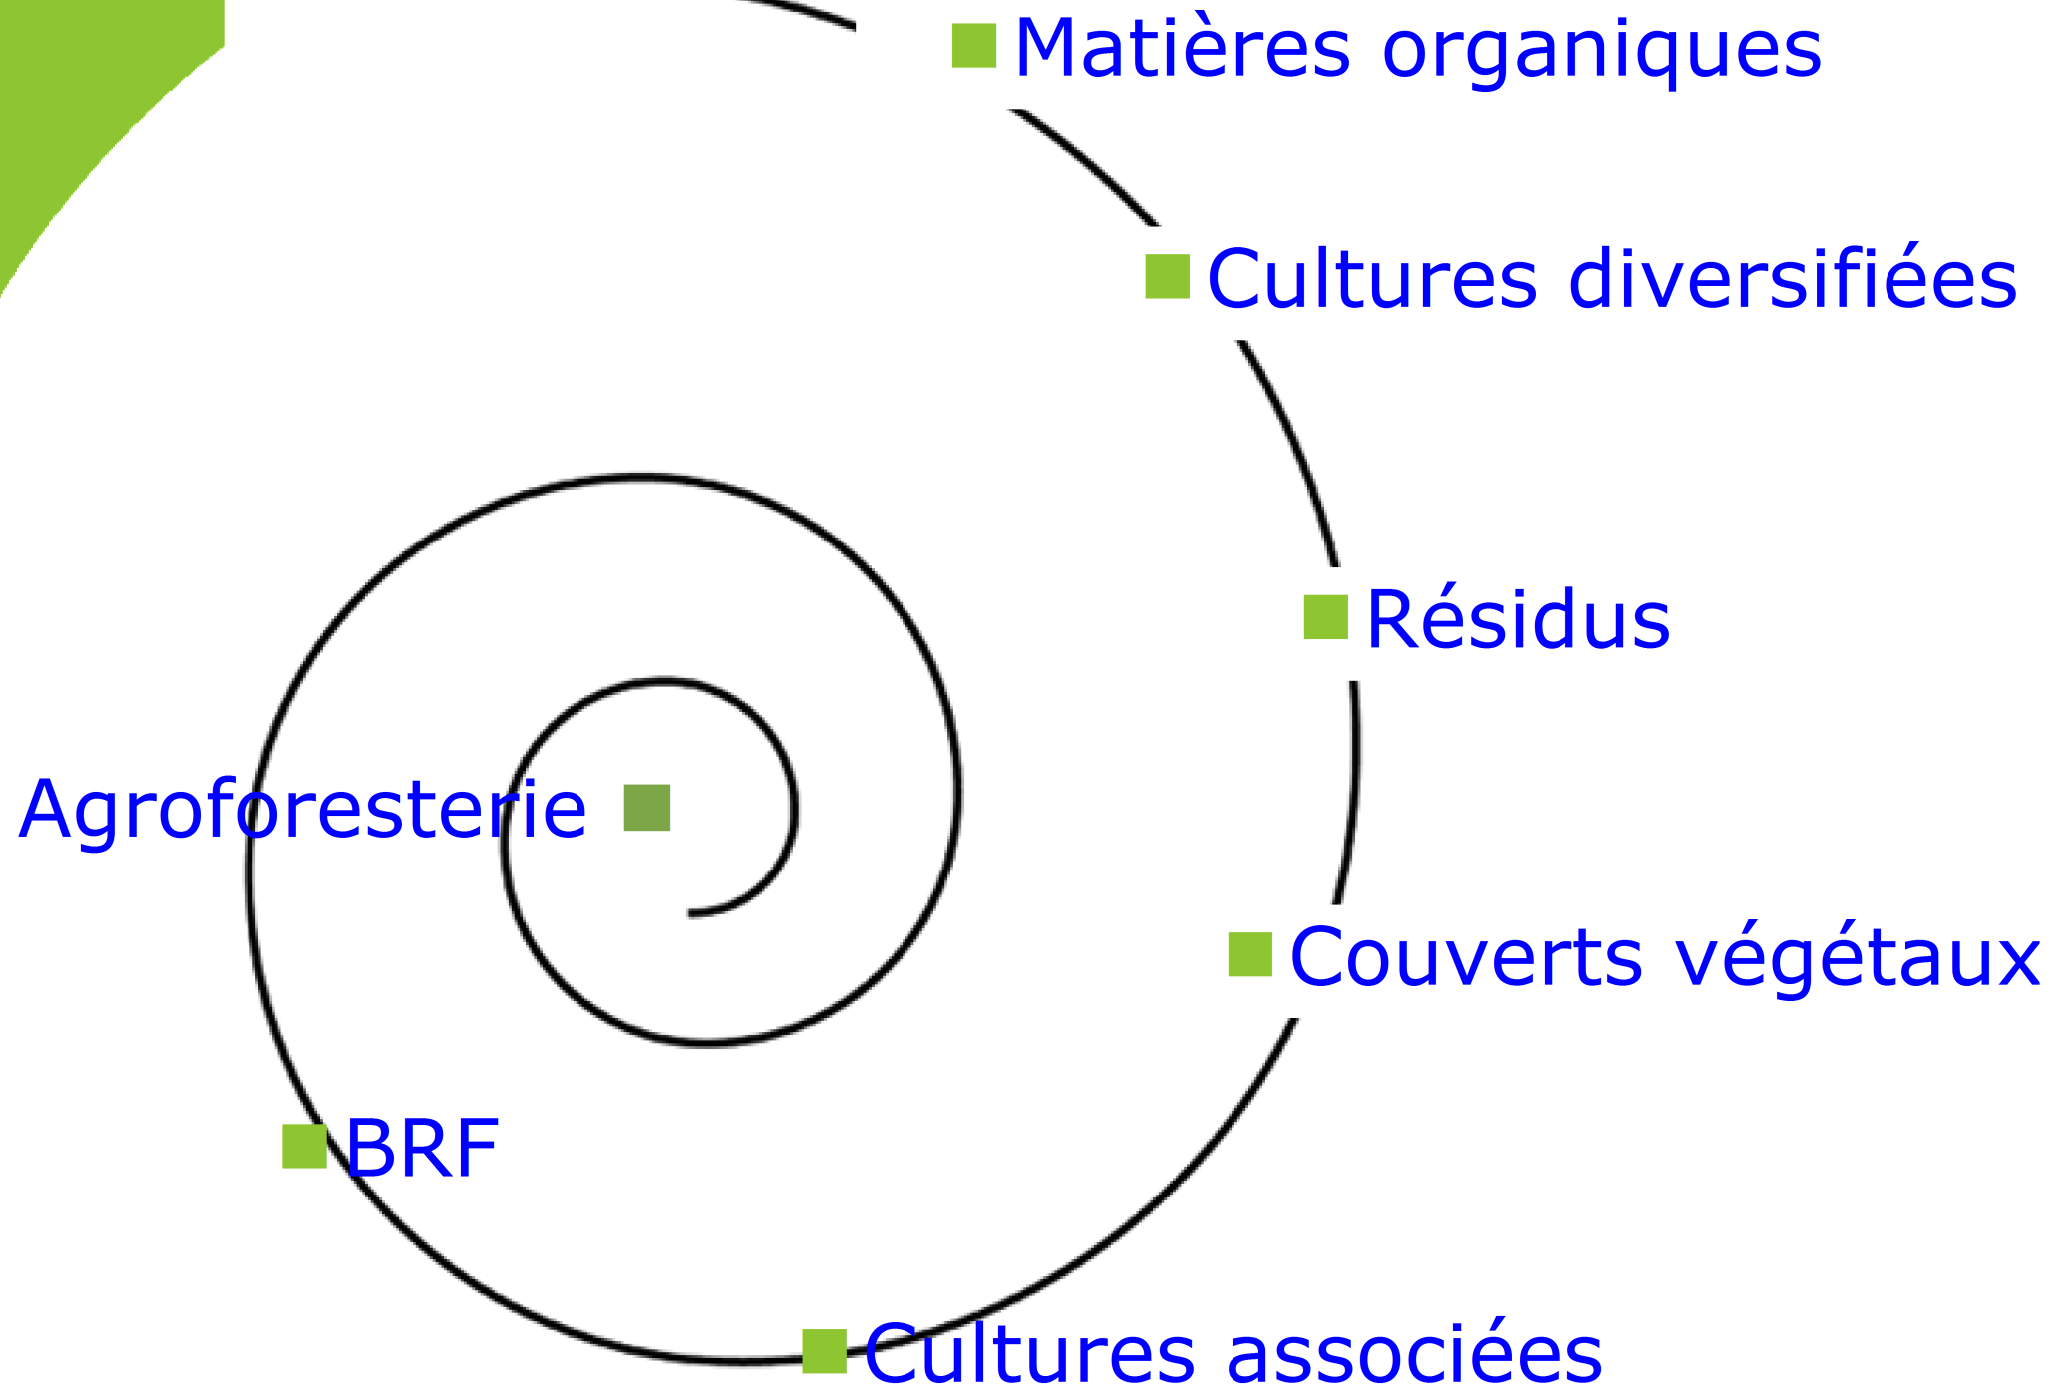 Matières organiques
Cultures diversifiées
Résidus
Agroforesterie
Couverts végétaux
BRF
Cultures associées